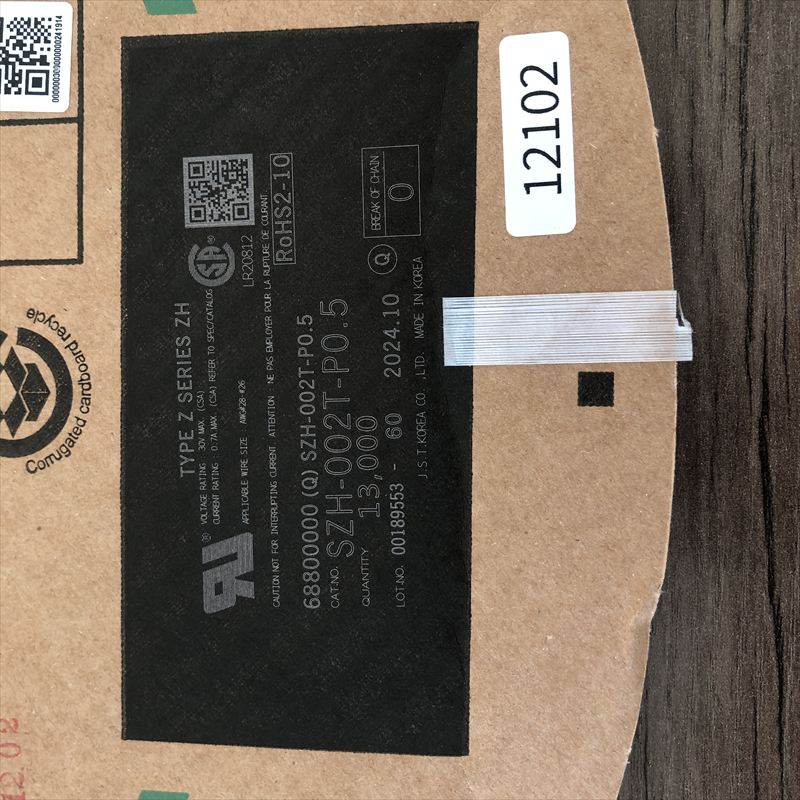 TYPE Z SERIES ZH
VOLTAGE RATING : 30V MAX. (CSA)
CURRENT RATING : 0.7A MAX. (CSA) REFER TO SPEC/CATALOG
APPLICABLE WIRE SIZE : AWG#28-#26
LR20812
CAUTION NOT FOR INTERRUPTING CURRENT. ATTENTION : NE PAS EMPLOYER POUR LA RUPTURE DE COURANT
RoHS2-10
68800000 (Q) SZH-002T-P0.5
CAT.NO. SZH-002T-P0.5
QUANTITY 13,000
BREAK OF CHAIN
0
LOT.NO. 00189553 - 60 2024.10 Q
J.S.T.KOREA CO.,LTD. MADE IN KOREA
12102
Corrugated cardboard recycle